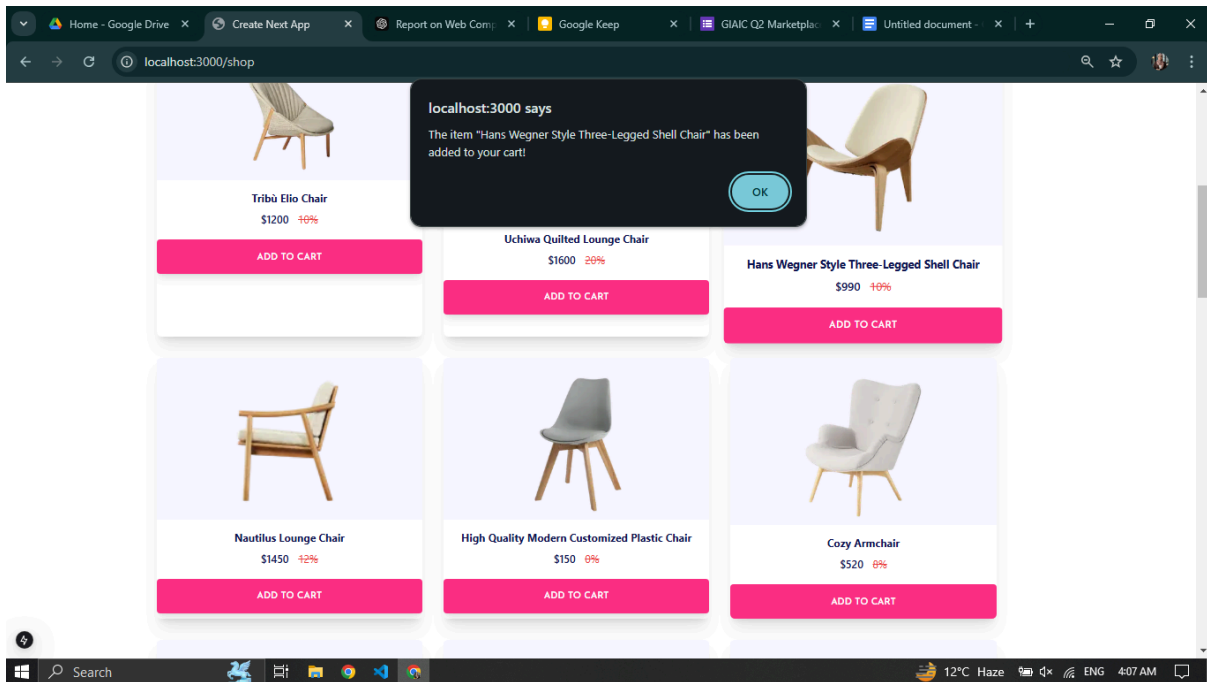 Home - Google Drive
Create Next App
Report on Web Comp
Google Keep
GIAIC Q2 Marketplac
Untitled document -
localhost:3000/shop
localhost:3000 says
The item "Hans Wegner Style Three-Legged Shell Chair" has been
added to your cart!
OK
Tribù Elio Chair
$1200 10%
ADD TO CART
Uchiwa Quilted Lounge Chair
$1600 20%
ADD TO CART
Hans Wegner Style Three-Legged Shell Chair
$990 10%
ADD TO CART
Nautilus Lounge Chair
$1450 12%
ADD TO CART
High Quality Modern Customized Plastic Chair
$150 0%
ADD TO CART
Cozy Armchair
$520 8%
ADD TO CART
Search
12°C Haze
ENG
4:07 AM